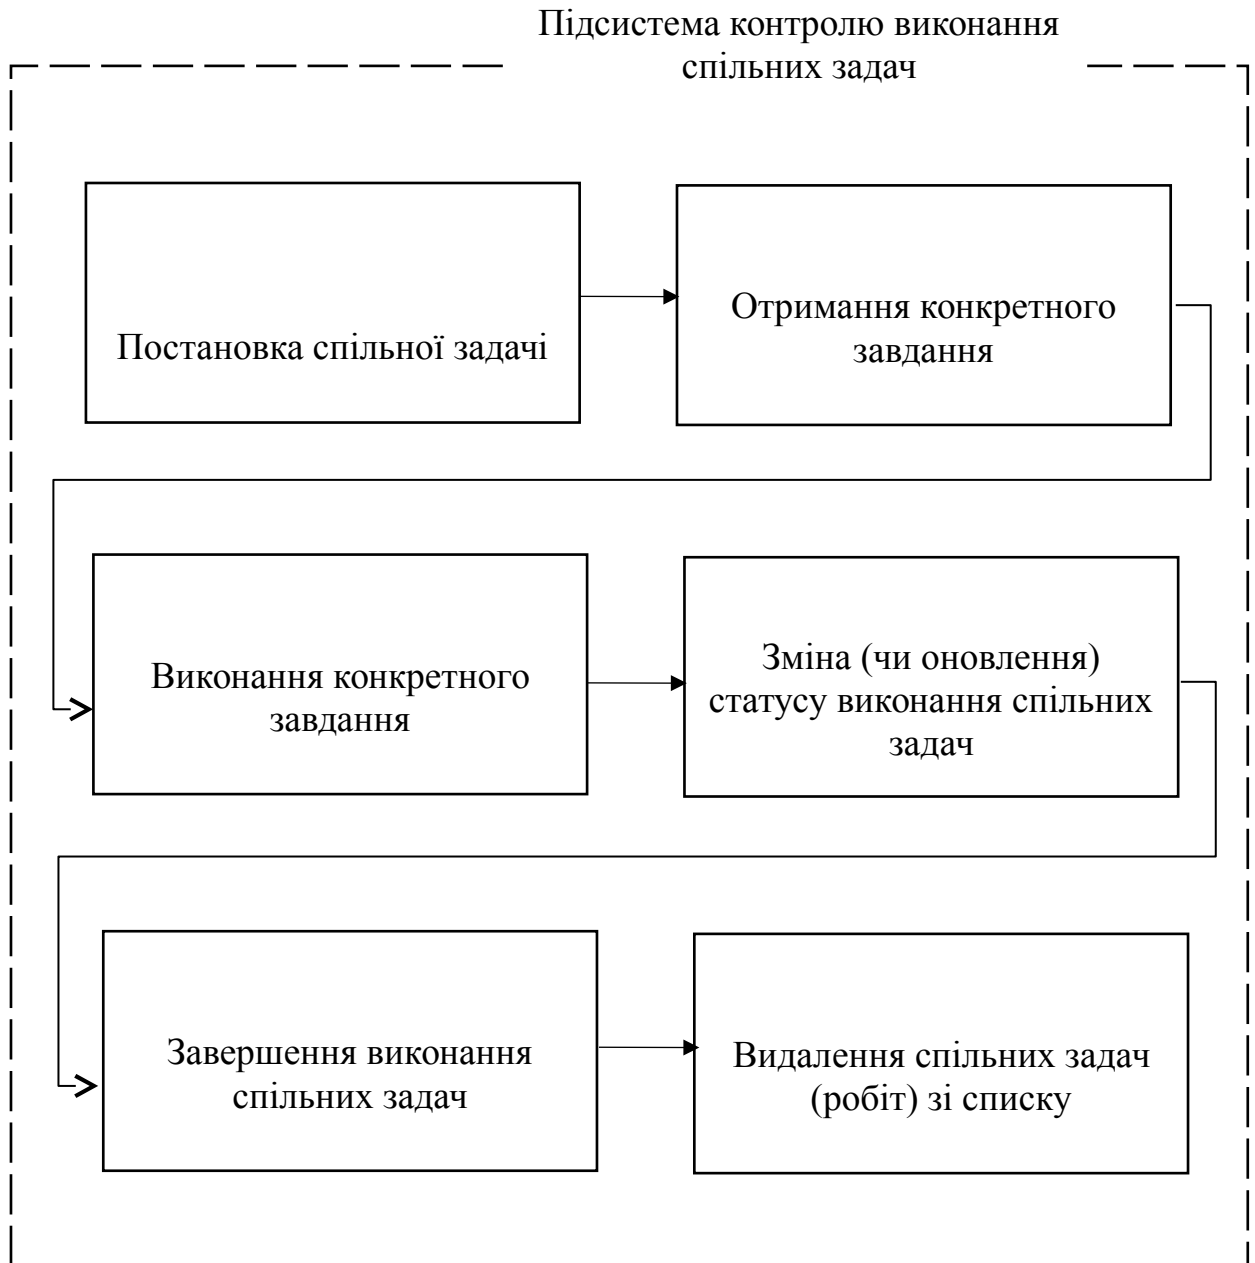 Підсистема контролю виконання
спільних задач
Постановка спільної задачі
Отримання конкретного
завдання
Виконання конкретного
завдання
Зміна (чи оновлення)
статусу виконання спільних
задач
Завершення виконання
спільних задач
Видалення спільних задач
(робіт) зі списку